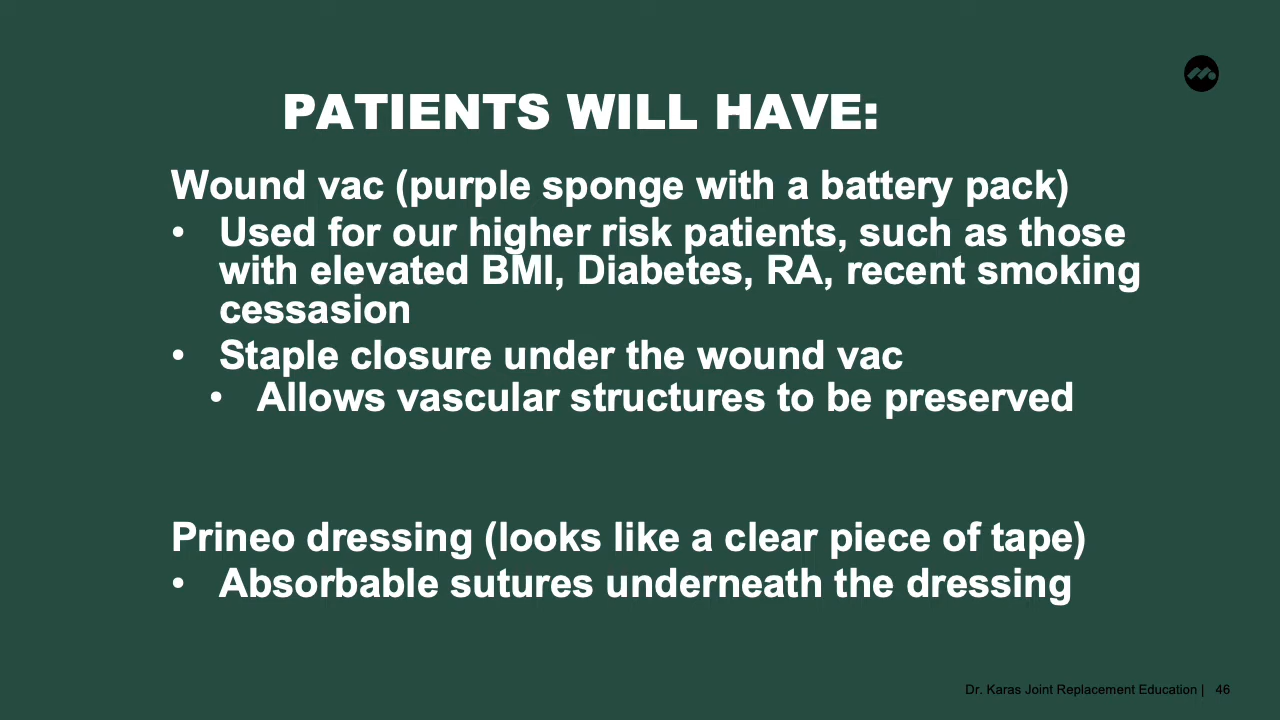 PATIENTS WILL HAVE:
Wound vac (purple sponge with a battery pack)
• Used for our higher risk patients, such as those
with elevated BMI, Diabetes, RA, recent smoking
cessasion
• Staple closure under the wound vac
• Allows vascular structures to be preserved
Prineo dressing (looks like a clear piece of tape)
• Absorbable sutures underneath the dressing
Dr. Karas Joint Replacement Education | 46